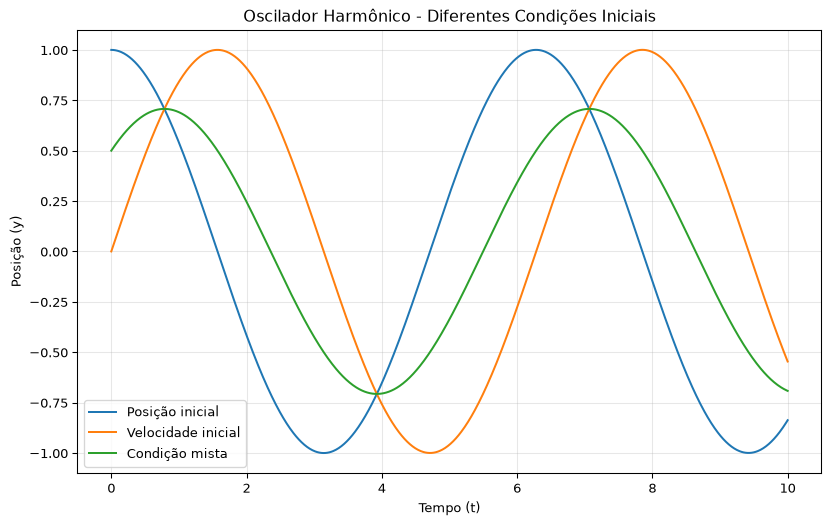 Oscilador Harmônico - Diferentes Condições Iniciais
Posição (y)
1.00
0.75
0.50
0.25
0.00
−0.25
−0.50
−0.75
−1.00
Posição inicial
Velocidade inicial
Condição mista
0 2 4 6 8 10
Tempo (t)